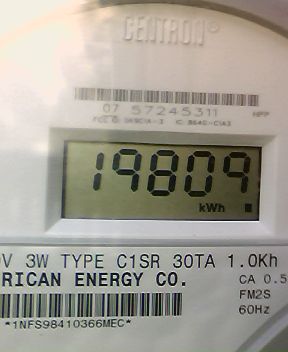 CENTRON®
07 57245311
19809
kWh
V 3W TYPE C1SR 30TA 1.0Kh
RICAN ENERGY CO.
CA 0.5
FM2S
60Hz
*1NFS98410366MEC*